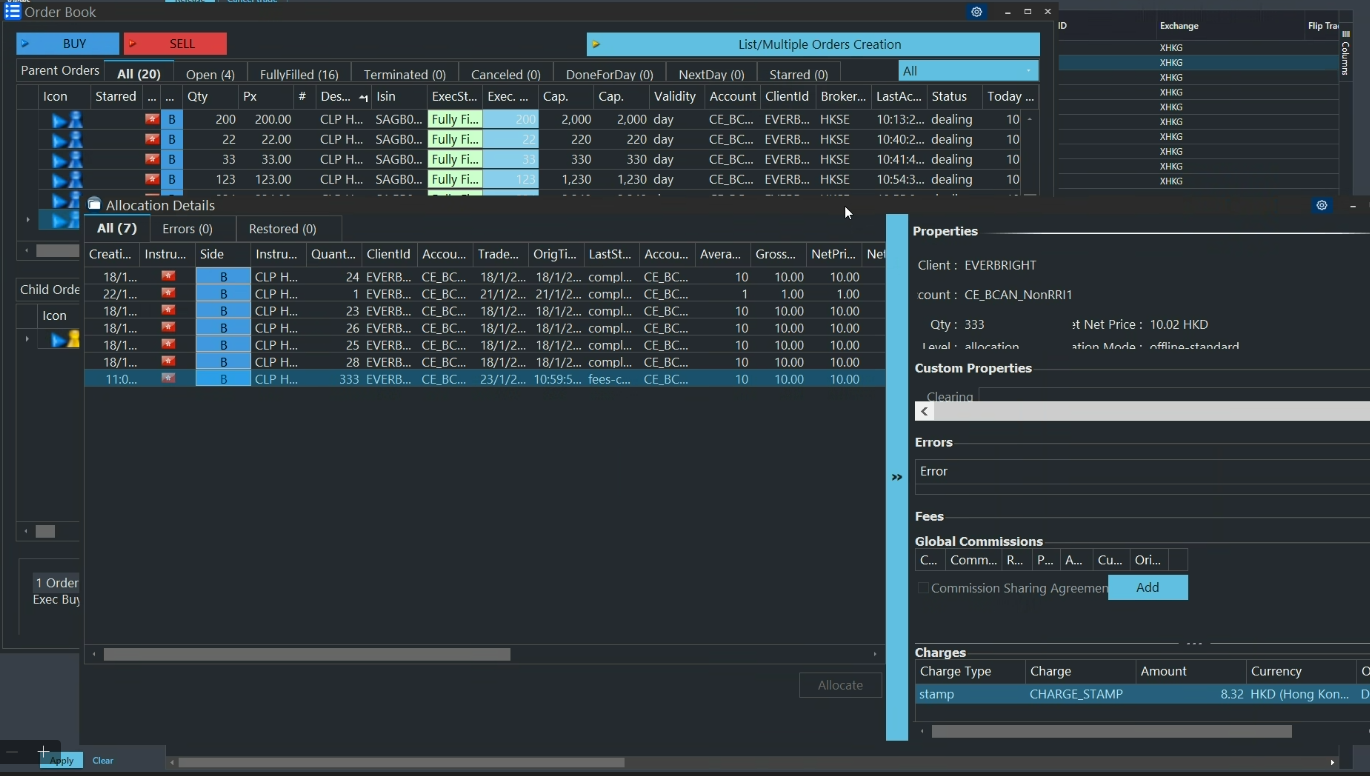 Order Book
BUY SELL List/Multiple Orders Creation
Parent Orders All (20) Open (4) FullyFilled (16) Terminated (0) Canceled (0) DoneForDay (0) NextDay (0) Starred (0) All
Icon Starred ... ... Qty Px # Des... Isin ExecSt... Exec. ... Cap. Cap. Validity Account ClientId Broker... LastAc... Status Today ...
B 200 200.00 CLP H... SAGB0... Fully Fi... 200 2,000 2,000 day CE_BC... EVERB... HKSE 10:13:2... dealing 10
B 22 22.00 CLP H... SAGB0... Fully Fi... 22 220 220 day CE_BC... EVERB... HKSE 10:40:2... dealing 10
B 33 33.00 CLP H... SAGB0... Fully Fi... 33 330 330 day CE_BC... EVERB... HKSE 10:41:4... dealing 10
B 123 123.00 CLP H... SAGB0... Fully Fi... 123 1,230 1,230 day CE_BC... EVERB... HKSE 10:54:3... dealing 10
ID Exchange Flip Tra
Columns
XHKG
XHKG
XHKG
XHKG
XHKG
XHKG
XHKG
XHKG
XHKG
XHKG
Child Orde
Icon
1 Order
Exec Buy
Apply Clear
Allocation Details
All (7) Errors (0) Restored (0)
Creati... Instru... Side Instru... Quant... ClientId Accou... Trade... OrigTi... LastSt... Accou... Avera... Gross... NetPri... Net
18/1... B CLP H... 24 EVERB... CE_BC... 18/1/2... 18/1/2... compl... CE_BC... 10 10.00 10.00
22/1... B CLP H... 1 EVERB... CE_BC... 21/1/2... 21/1/2... compl... CE_BC... 1 1.00 1.00
18/1... B CLP H... 23 EVERB... CE_BC... 18/1/2... 18/1/2... compl... CE_BC... 10 10.00 10.00
18/1... B CLP H... 26 EVERB... CE_BC... 18/1/2... 18/1/2... compl... CE_BC... 10 10.00 10.00
18/1... B CLP H... 25 EVERB... CE_BC... 18/1/2... 18/1/2... compl... CE_BC... 10 10.00 10.00
18/1... B CLP H... 28 EVERB... CE_BC... 18/1/2... 18/1/2... compl... CE_BC... 10 10.00 10.00
11:0... B CLP H... 333 EVERB... CE_BC... 23/1/2... 10:59:5... fees-c... CE_BC... 10 10.00 10.00
Allocate
Properties
Client : EVERBRIGHT
count : CE_BCAN_NonRRI1
Qty : 333 et Net Price : 10.02 HKD
Level : allocation ation Mode : offline-standard
Custom Properties
Clearing
Errors
Error
Fees
Global Commissions
C... Comm... R... P... A... Cu... Ori...
Commission Sharing Agreemen Add
Charges
Charge Type Charge Amount Currency O
stamp CHARGE_STAMP 8.32 HKD (Hong Kon... D